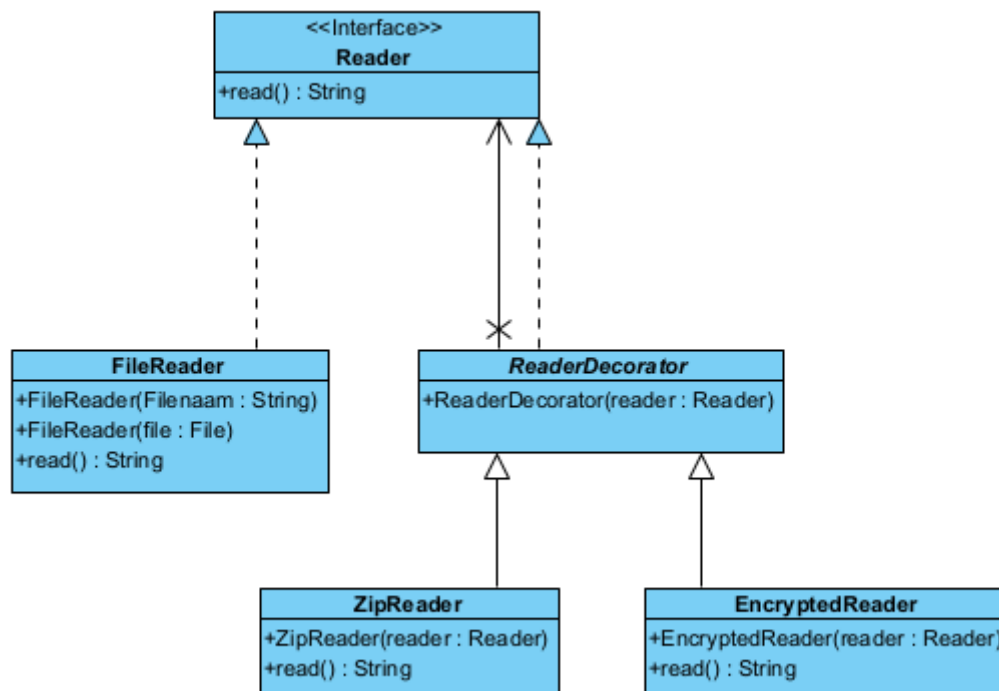 <<Interface>>
Reader
+read() : String
FileReader
+FileReader(Filenaam : String)
+FileReader(file : File)
+read() : String
ReaderDecorator
+ReaderDecorator(reader : Reader)
ZipReader
+ZipReader(reader : Reader)
+read() : String
EncryptedReader
+EncryptedReader(reader : Reader)
+read() : String